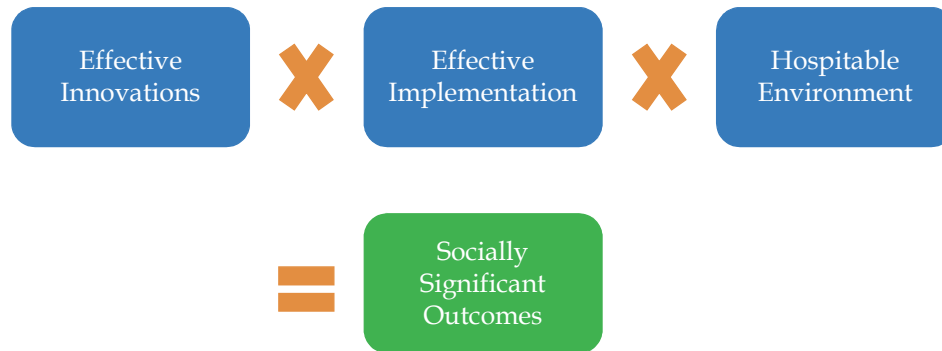 Effective
Innovations
Effective
Implementation
Hospitable
Environment
Socially
Significant
Outcomes